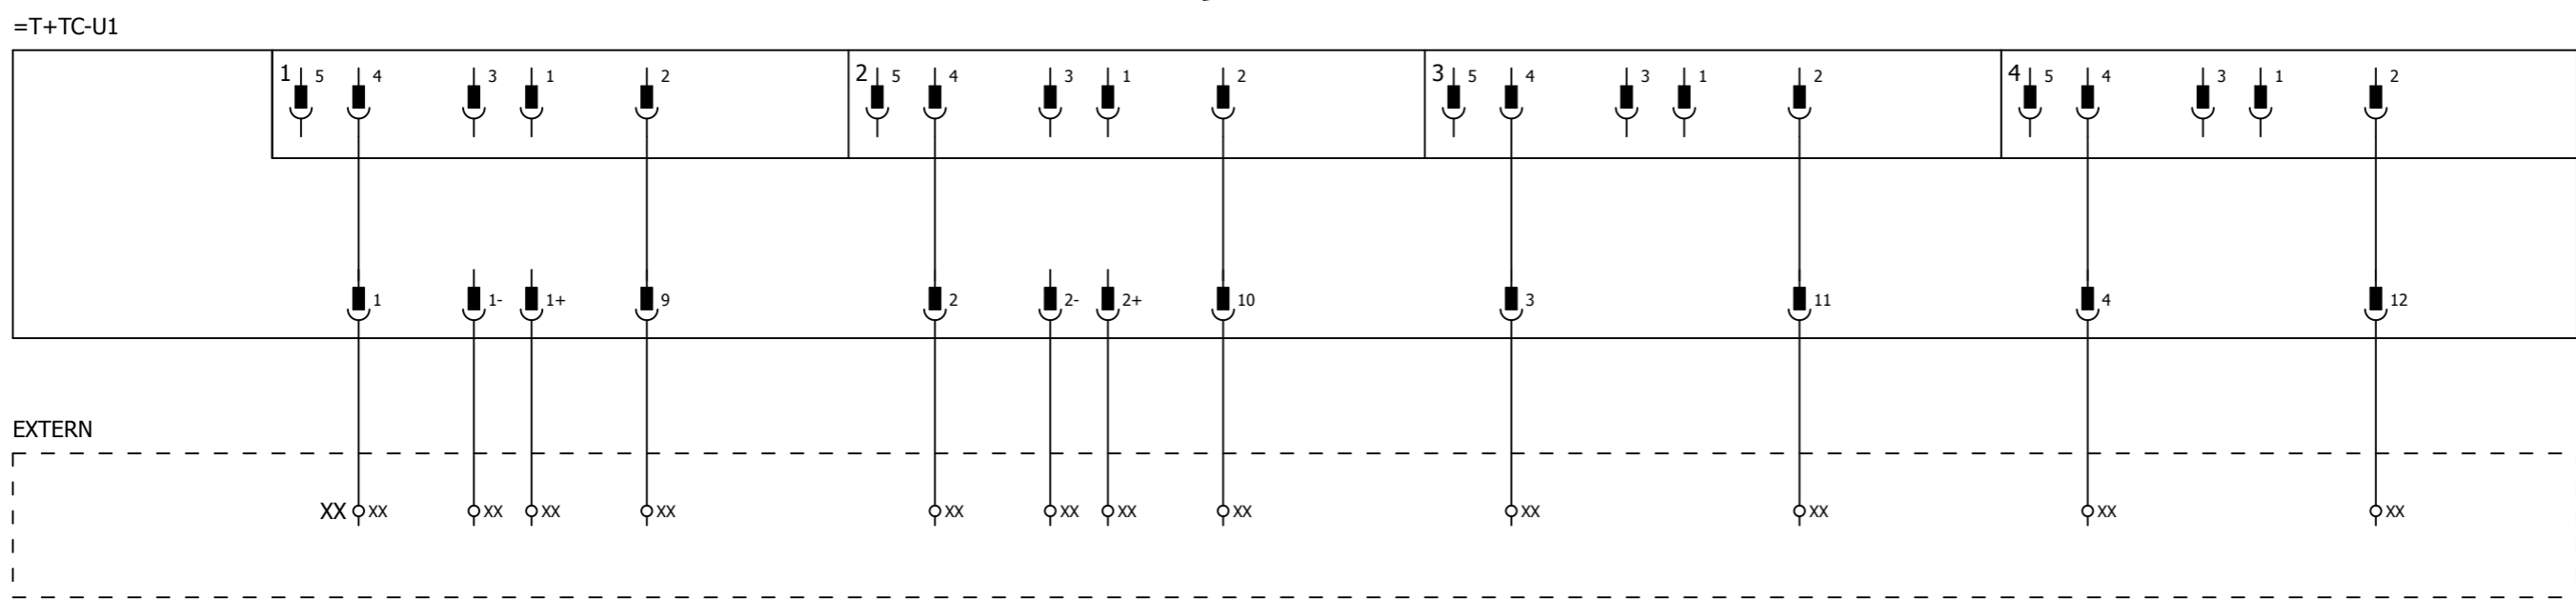 =T+TC-U1
1 5 4 3 1 2 2 5 4 3 1 2 3 5 4 3 1 2 4 5 4 3 1 2
1 1- 1+ 9 2 2- 2+ 10 3 11 4 12
EXTERN
XX XX XX XX XX XX XX XX XX XX XX XX XX